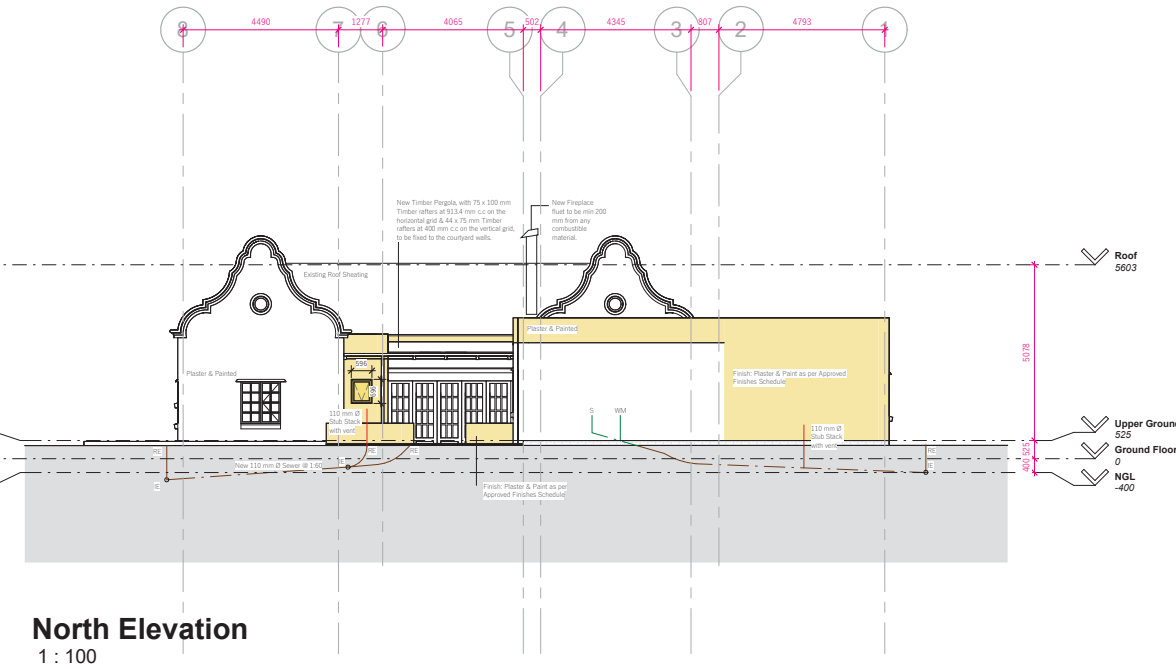 4490 1277 4065 502 4345 807 4793
8 7 6 5 4 3 2 1
New Timber Pergola, with 75 x 100 mm
Timber rafters at 913.4 mm c.c on the
horizontal grid & 44 x 75 mm Timber
rafters at 400 mm c.c on the vertical grid,
to be fixed to the courtyard walls.
New Fireplace
fluet to be min 200
mm from any
combustible
material.
Roof
5603
Existing Roof Sheating
Plaster & Painted
Plaster & Painted
596
696
Finish: Plaster & Paint as per Approved
Finishes Schedule
5078
110 mm Ø
Stub Stack
with vent
S WM
110 mm Ø
Stub Stack
with vent
Upper Ground
525
525
Ground Floor
0
400
NGL
-400
RE
RE
RE
RE
IE
IE
IE
New 110 mm Ø Sewer @ 1:60
Finish: Plaster & Paint as per
Approved Finishes Schedule
North Elevation
1 : 100